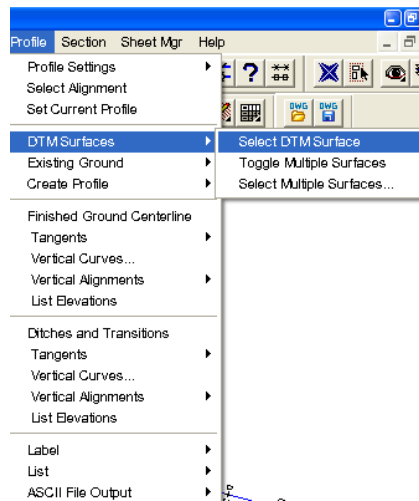 Profile Section Sheet Mgr Help
Profile Settings
Select Alignment
Set Current Profile
DTM Surfaces
Existing Ground
Create Profile
Finished Ground Centerline
Tangents
Vertical Curves...
Vertical Alignments
List Elevations
Ditches and Transitions
Tangents
Vertical Curves...
Vertical Alignments
List Elevations
Label
List
ASCII File Output
Select DTM Surface
Toggle Multiple Surfaces
Select Multiple Surfaces...
DWG DWG